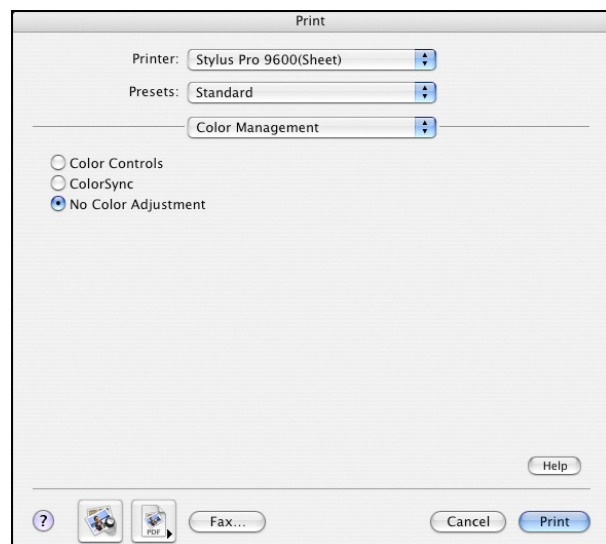 Print
Printer: Stylus Pro 9600(Sheet)
Presets: Standard
Color Management
Color Controls
ColorSync
No Color Adjustment
Help
? PDF Fax... Cancel Print